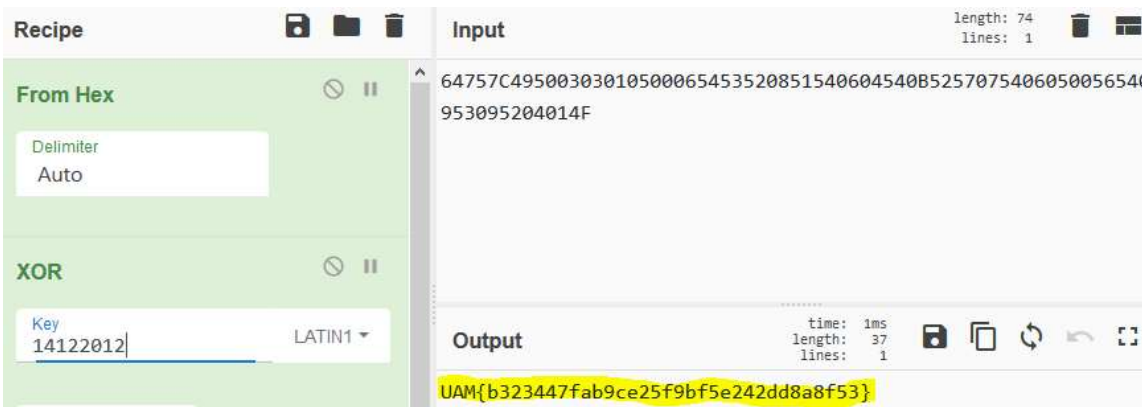 Recipe
From Hex
Delimiter
Auto
XOR
Key
14122012
LATIN1
Input
length: 74
lines: 1
64757C49500303010500065453520851540604540B5257075406050056540
953095204014F
Output
time: 1ms
length: 37
lines: 1
UAM{b323447fab9ce25f9bf5e242dd8a8f53}